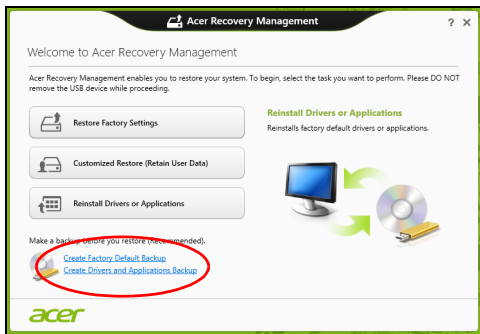 Acer Recovery Management
? X
Welcome to Acer Recovery Management
Acer Recovery Management enables you to restore your system. To begin, select the task you want to perform. Please DO NOT
remove the USB device while proceeding.
Restore Factory Settings
Customized Restore (Retain User Data)
Reinstall Drivers or Applications
Reinstall Drivers or Applications
Reinstalls factory default drivers or applications.
Make a backup before you restore (Recommended).
Create Factory Default Backup
Create Drivers and Applications Backup
acer